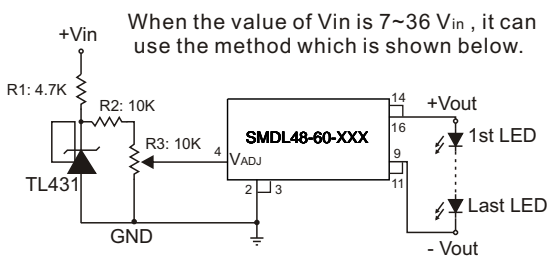 When the value of Vin is 7~36 Vin , it can
use the method which is shown below.
+Vin
R1: 4.7K
R2: 10K
R3: 10K
TL431
GND
4
VADJ
SMDL48-60-XXX
2
3
14
16
9
11
+Vout
1st LED
Last LED
- Vout